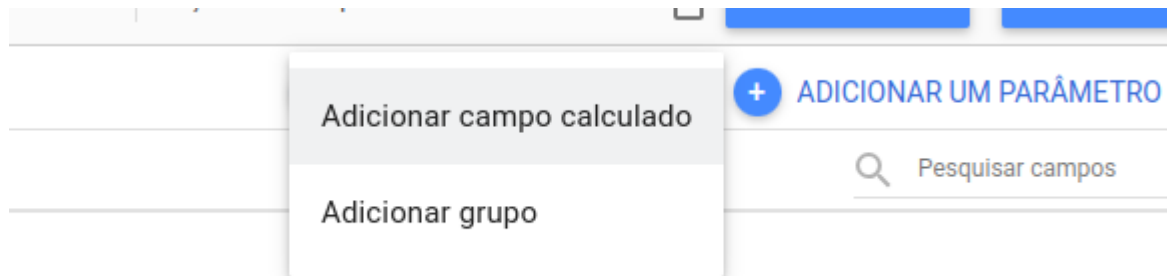 Adicionar campo calculado
+ ADICIONAR UM PARÂMETRO
Pesquisar campos
Adicionar grupo